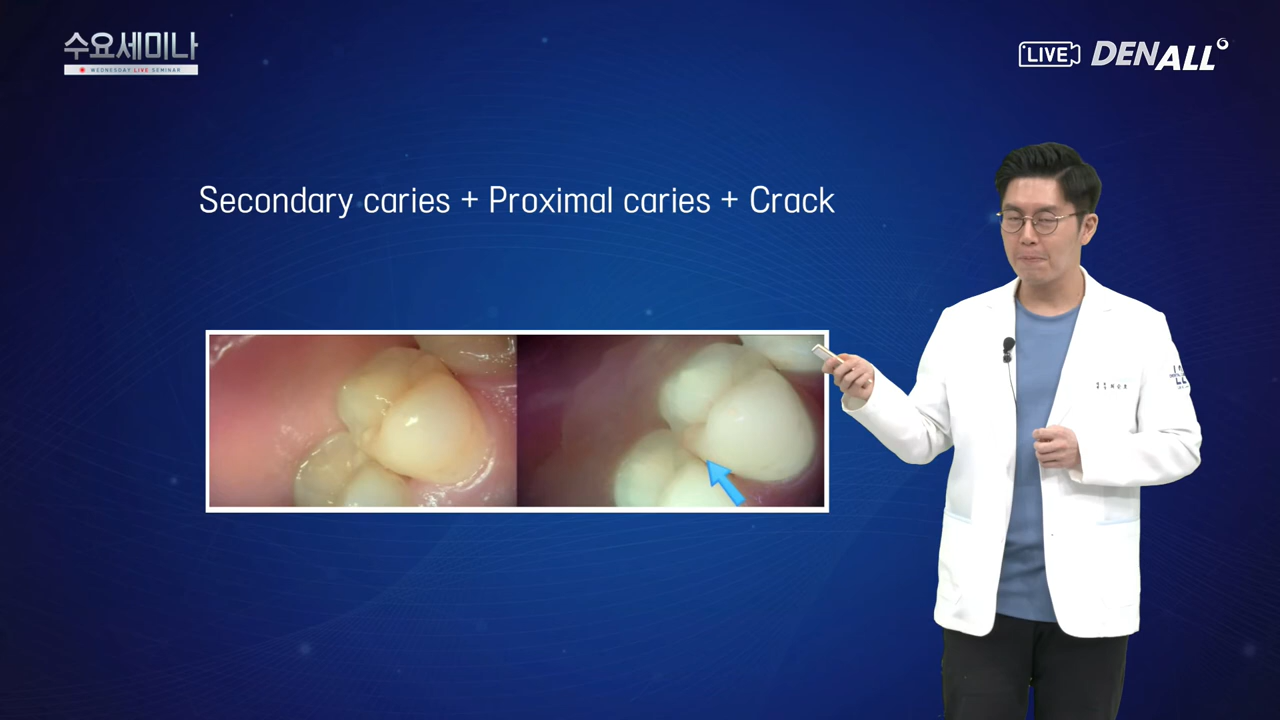 수요세미나
WEDNESDAY LIVE SEMINAR
LIVE DENALL
Secondary caries + Proximal caries + Crack